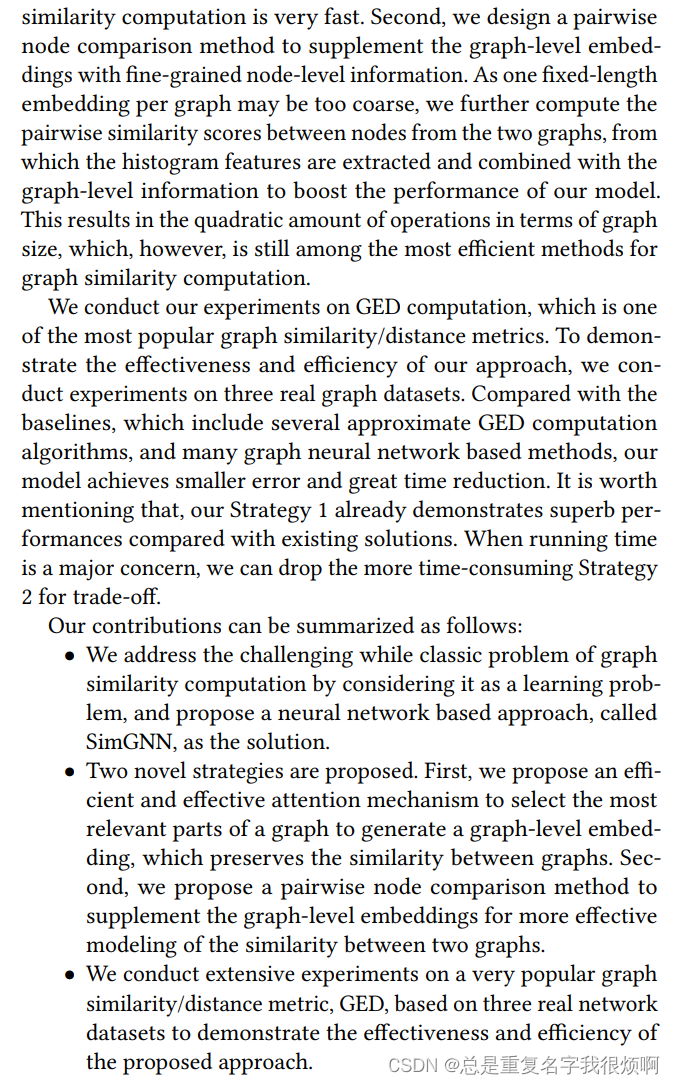 similarity computation is very fast. Second, we design a pairwise
node comparison method to supplement the graph-level embed-
dings with fine-grained node-level information. As one fixed-length
embedding per graph may be too coarse, we further compute the
pairwise similarity scores between nodes from the two graphs, from
which the histogram features are extracted and combined with the
graph-level information to boost the performance of our model.
This results in the quadratic amount of operations in terms of graph
size, which, however, is still among the most efficient methods for
graph similarity computation.
We conduct our experiments on GED computation, which is one
of the most popular graph similarity/distance metrics. To demon-
strate the effectiveness and efficiency of our approach, we con-
duct experiments on three real graph datasets. Compared with the
baselines, which include several approximate GED computation
algorithms, and many graph neural network based methods, our
model achieves smaller error and great time reduction. It is worth
mentioning that, our Strategy 1 already demonstrates superb per-
formances compared with existing solutions. When running time
is a major concern, we can drop the more time-consuming Strategy
2 for trade-off.
Our contributions can be summarized as follows:
• We address the challenging while classic problem of graph
similarity computation by considering it as a learning prob-
lem, and propose a neural network based approach, called
SimGNN, as the solution.
• Two novel strategies are proposed. First, we propose an effi-
cient and effective attention mechanism to select the most
relevant parts of a graph to generate a graph-level embed-
ding, which preserves the similarity between graphs. Sec-
ond, we propose a pairwise node comparison method to
supplement the graph-level embeddings for more effective
modeling of the similarity between two graphs.
• We conduct extensive experiments on a very popular graph
similarity/distance metric, GED, based on three real network
datasets to demonstrate the effectiveness and efficiency of
the proposed approach.
CSDN @总是重复名字我很烦啊